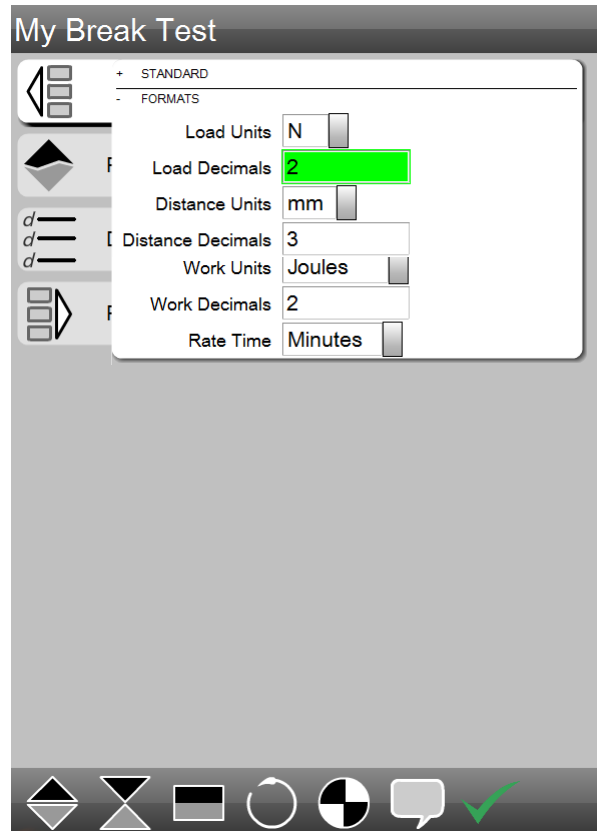 My Break Test
+ STANDARD
- FORMATS
Load Units N
Load Decimals 2
Distance Units mm
Distance Decimals 3
Work Units Joules
Work Decimals 2
Rate Time Minutes
d
d
d